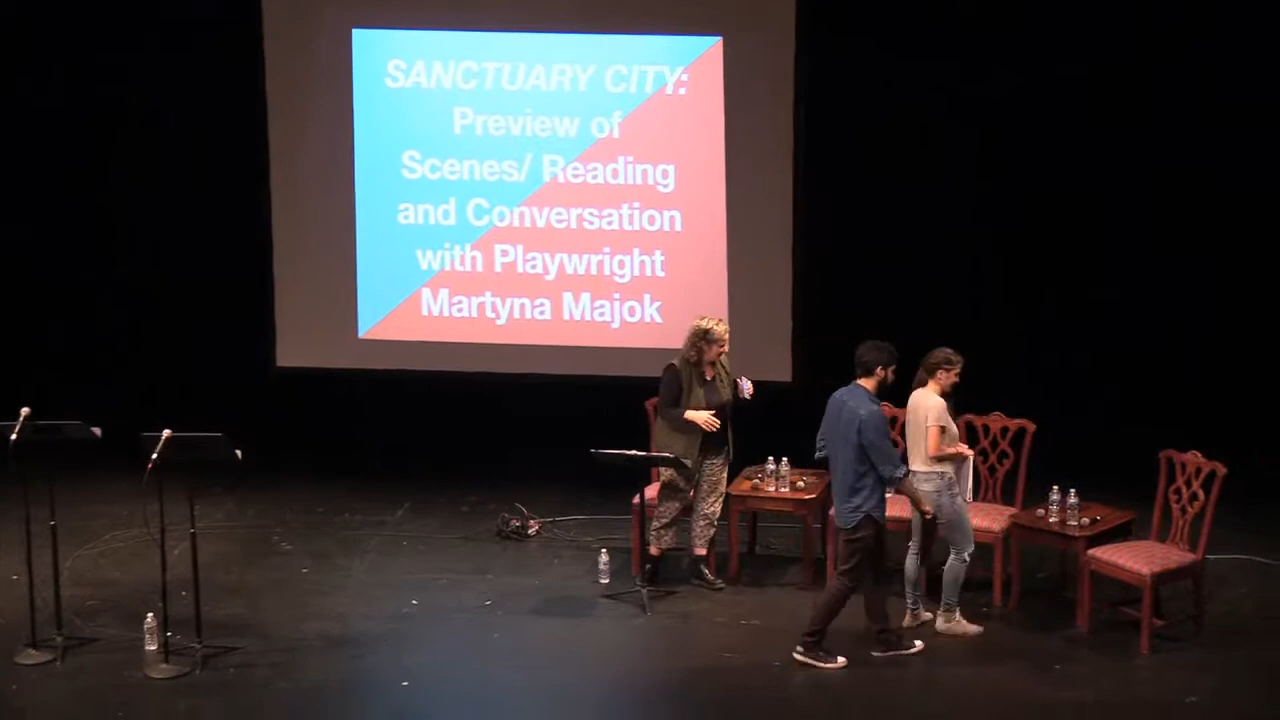 SANCTUARY CITY:
Preview of
Scenes/ Reading
and Conversation
with Playwright
Martyna Majok